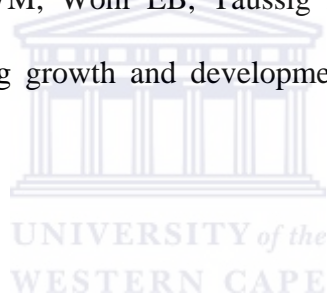 Wohl EB, Taussig
g growth and developme
UNIVERSITY of the
WESTERN CAPE